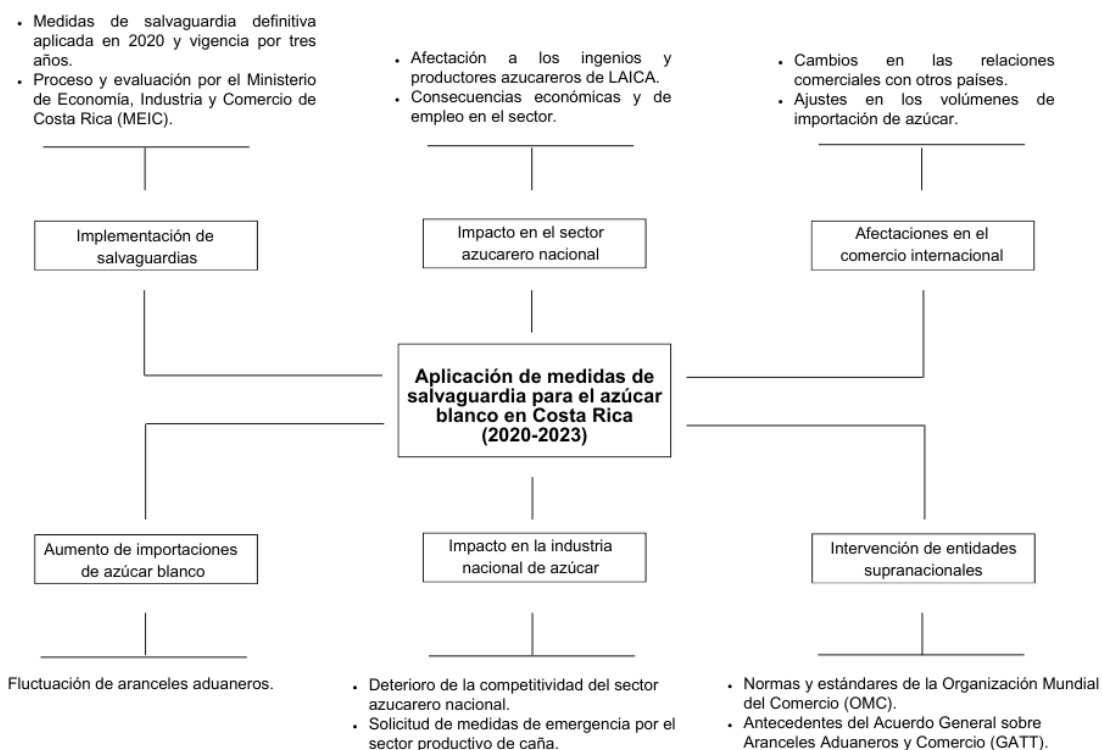 • Medidas de salvaguardia definitiva
aplicada en 2020 y vigencia por tres
años.
• Proceso y evaluación por el Ministerio
de Economía, Industria y Comercio de
Costa Rica (MEIC).
• Afectación a los ingenios y
productores azucareros de LAICA.
• Consecuencias económicas y de
empleo en el sector.
• Cambios en las relaciones
comerciales con otros países.
• Ajustes en los volúmenes de
importación de azúcar.
Implementación de
salvaguardias
Impacto en el sector
azucarero nacional
Afectaciones en el
comercio internacional
Aplicación de medidas de
salvaguardia para el azúcar
blanco en Costa Rica
(2020-2023)
Aumento de importaciones
de azúcar blanco
Impacto en la industria
nacional de azúcar
Intervención de entidades
supranacionales
Fluctuación de aranceles aduaneros.
• Deterioro de la competitividad del sector
azucarero nacional.
• Solicitud de medidas de emergencia por el
sector productivo de caña.
• Normas y estándares de la Organización Mundial
del Comercio (OMC).
• Antecedentes del Acuerdo General sobre
Aranceles Aduaneros y Comercio (GATT).